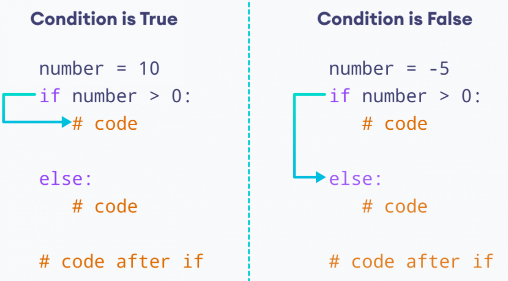 Condition is True
number = 10
if number > 0:
# code
else:
# code
# code after if
Condition is False
number = -5
if number > 0:
# code
else:
# code
# code after if